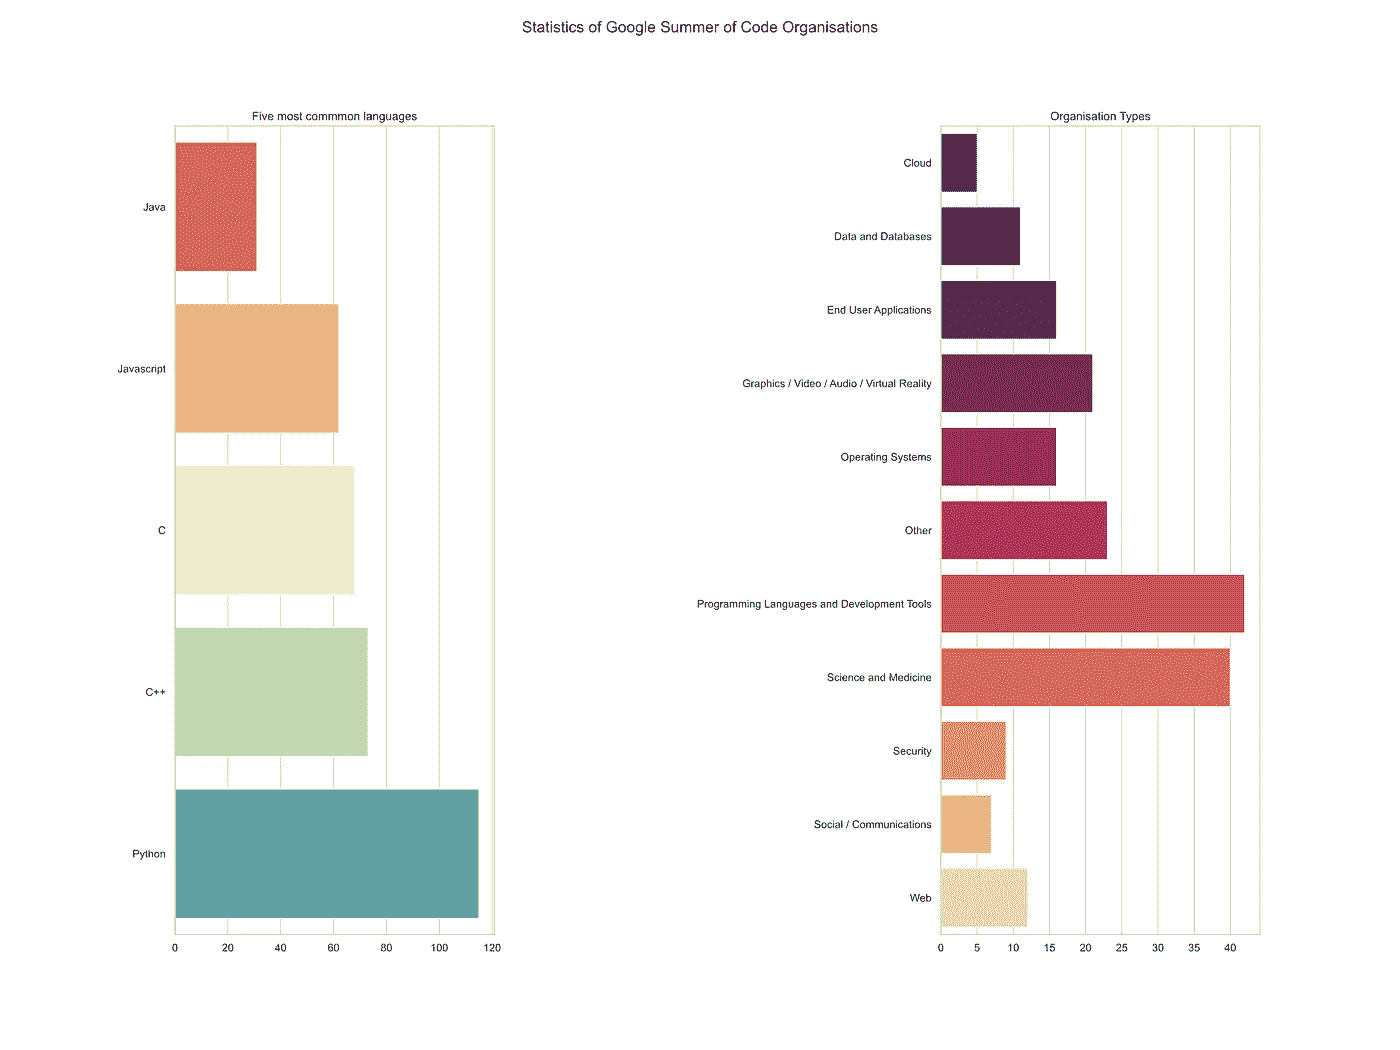 Statistics of Google Summer of Code Organisations
Five most commmon languages
Java
Javascript
C
C++
Python
0 20 40 60 80 100 120
Organisation Types
Cloud
Data and Databases
End User Applications
Graphics / Video / Audio / Virtual Reality
Operating Systems
Other
Programming Languages and Development Tools
Science and Medicine
Security
Social / Communications
Web
0 5 10 15 20 25 30 35 40